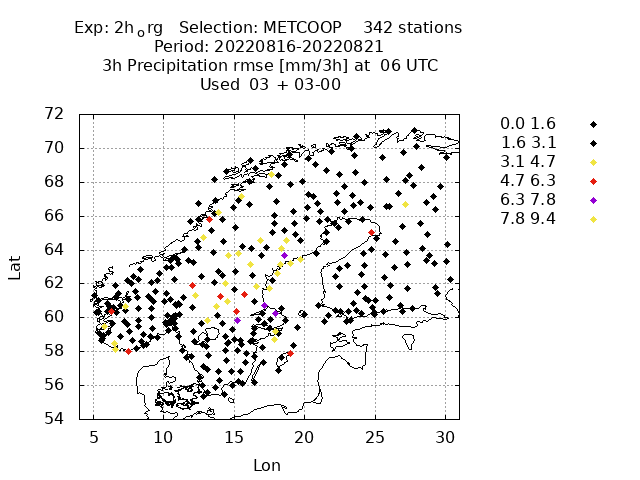 Exp: 2h_org   Selection: METCOOP    342 stations
Period: 20220816-20220821
3h Precipitation rmse [mm/3h] at  06 UTC
Used  03 + 03-00
0.0 1.6
1.6 3.1
3.1 4.7
4.7 6.3
6.3 7.8
7.8 9.4
72
70
68
66
64
62
60
58
56
54
Lat
5 10 15 20 25 30
Lon